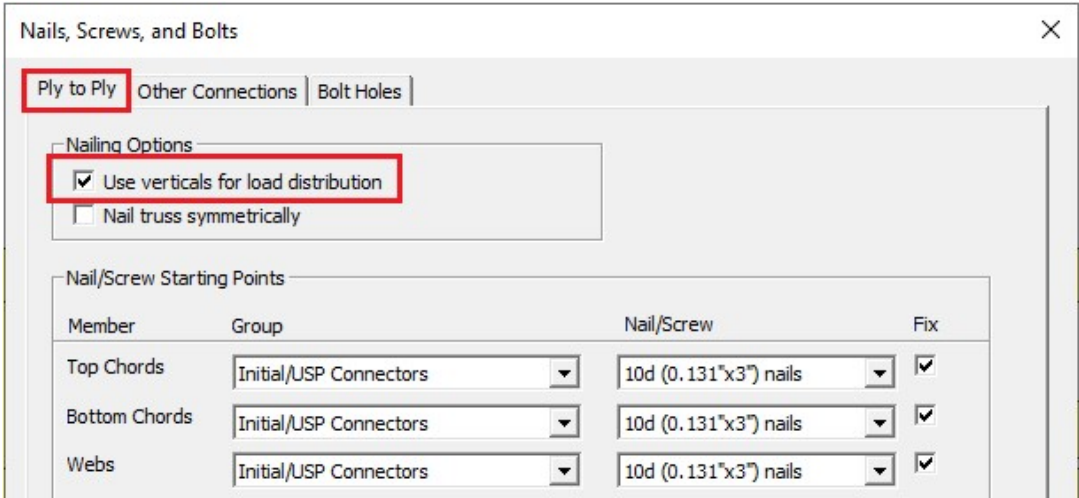 Nails, Screws, and Bolts
Ply to Ply Other Connections Bolt Holes
Nailing Options
Use verticals for load distribution
Nail truss symmetrically
Nail/Screw Starting Points
Member Group Nail/Screw Fix
Top Chords Initial/USP Connectors 10d (0.131"x3") nails
Bottom Chords Initial/USP Connectors 10d (0.131"x3") nails
Webs Initial/USP Connectors 10d (0.131"x3") nails